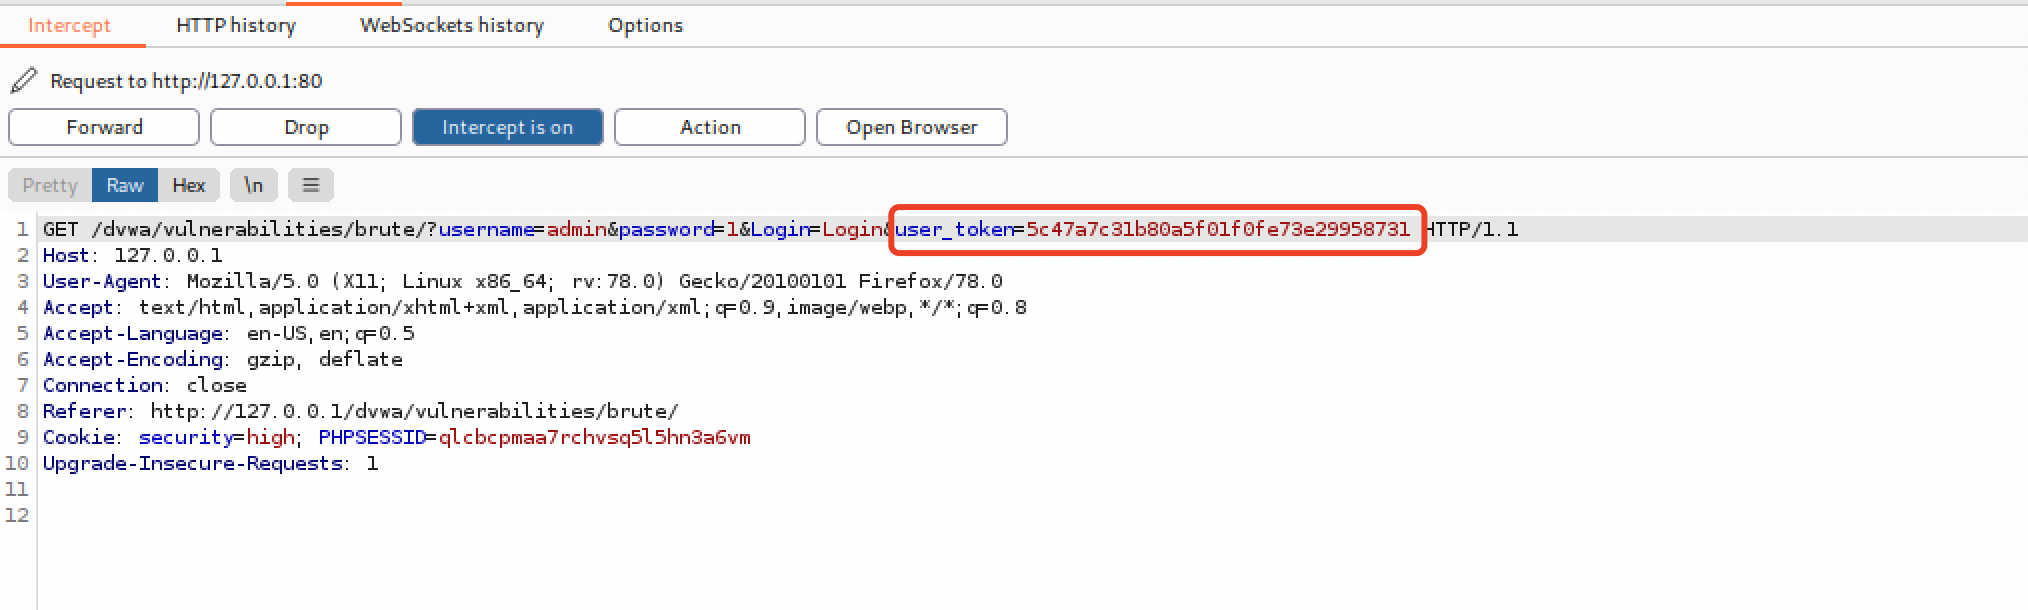 Intercept HTTP history WebSockets history Options
Request to http://127.0.0.1:80
Forward Drop Intercept is on Action Open Browser
Pretty Raw Hex \n
1 GET /dvwa/vulnerabilities/brute/?username=admin&password=1&Login=Login&user_token=5c47a7c31b80a5f01f0fe73e29958731 HTTP/1.1
2 Host: 127.0.0.1
3 User-Agent: Mozilla/5.0 (X11; Linux x86_64; rv:78.0) Gecko/20100101 Firefox/78.0
4 Accept: text/html,application/xhtml+xml,application/xml;q=0.9,image/webp,*/*;q=0.8
5 Accept-Language: en-US,en;q=0.5
6 Accept-Encoding: gzip, deflate
7 Connection: close
8 Referer: http://127.0.0.1/dvwa/vulnerabilities/brute/
9 Cookie: security=high; PHPSESSID=qlcbcpmaa7rchvsq5l5hn3a6vm
10 Upgrade-Insecure-Requests: 1
11
12